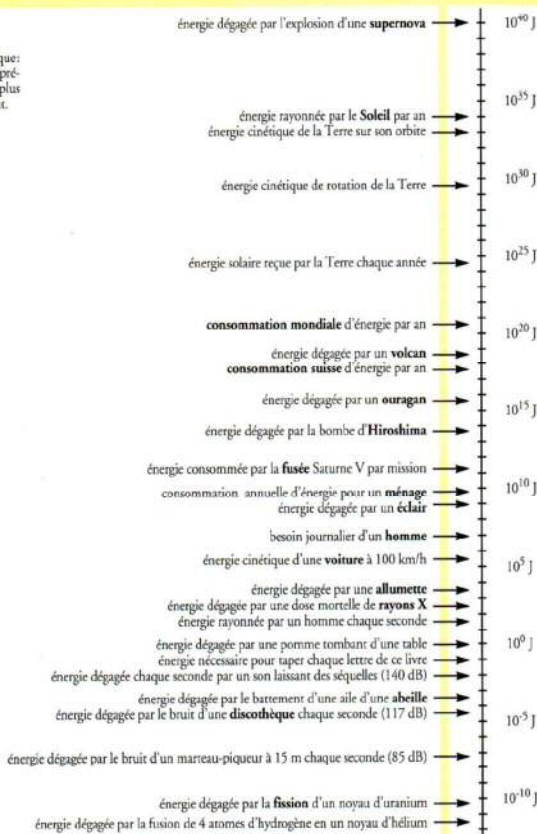 que:
pré-
plus
it.
énergie dégagée par l'explosion d'une supernova
10⁴⁰ J
10³⁵ J
énergie rayonnée par le Soleil par an
énergie cinétique de la Terre sur son orbite
10³⁰ J
énergie cinétique de rotation de la Terre
10²⁵ J
énergie solaire reçue par la Terre chaque année
consommation mondiale d'énergie par an
10²⁰ J
énergie dégagée par un volcan
consommation suisse d'énergie par an
énergie dégagée par un ouragan
10¹⁵ J
énergie dégagée par la bombe d'Hiroshima
énergie consommée par la fusée Saturne V par mission
10¹⁰ J
consommation annuelle d'énergie pour un ménage
énergie dégagée par un éclair
besoin journalier d'un homme
énergie cinétique d'une voiture à 100 km/h
10⁵ J
énergie dégagée par une allumette
énergie dégagée par une dose mortelle de rayons X
énergie rayonnée par un homme chaque seconde
10⁰ J
énergie dégagée par une pomme tombant d'une table
énergie nécessaire pour taper chaque lettre de ce livre
énergie dégagée chaque seconde par un son laissant des séquelles (140 dB)
énergie dégagée par le battement d'une aile d'une abeille
énergie dégagée par le bruit d'une discothèque chaque seconde (117 dB)
10⁻⁵ J
énergie dégagée par le bruit d'un marteau-piqueur à 15 m chaque seconde (85 dB)
10⁻¹⁰ J
énergie dégagée par la fission d'un noyau d'uranium
énergie dégagée par la fusion de 4 atomes d'hydrogène en un noyau d'hélium